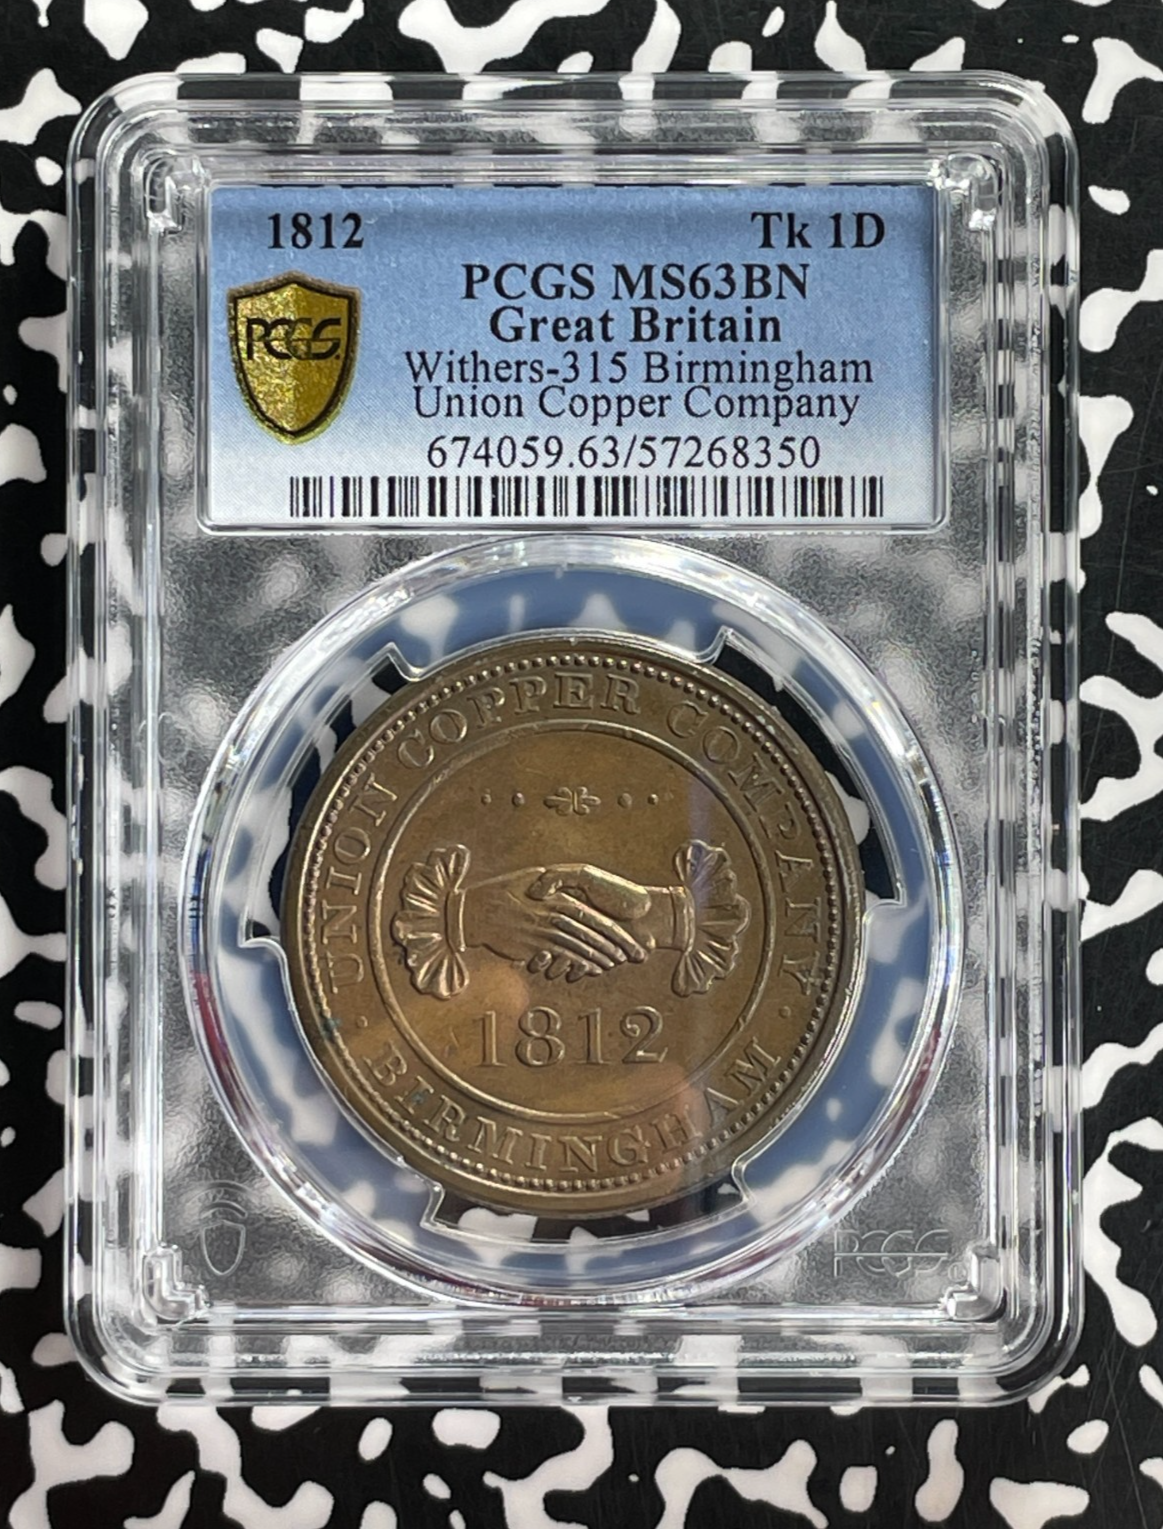 1812 Tk 1D
PCGS MS63BN
Great Britain
Withers-315 Birmingham
Union Copper Company
674059.63/57268350
PCGS
UNION COPPER COMPANY
1812
BIRMINGHAM
PCGS